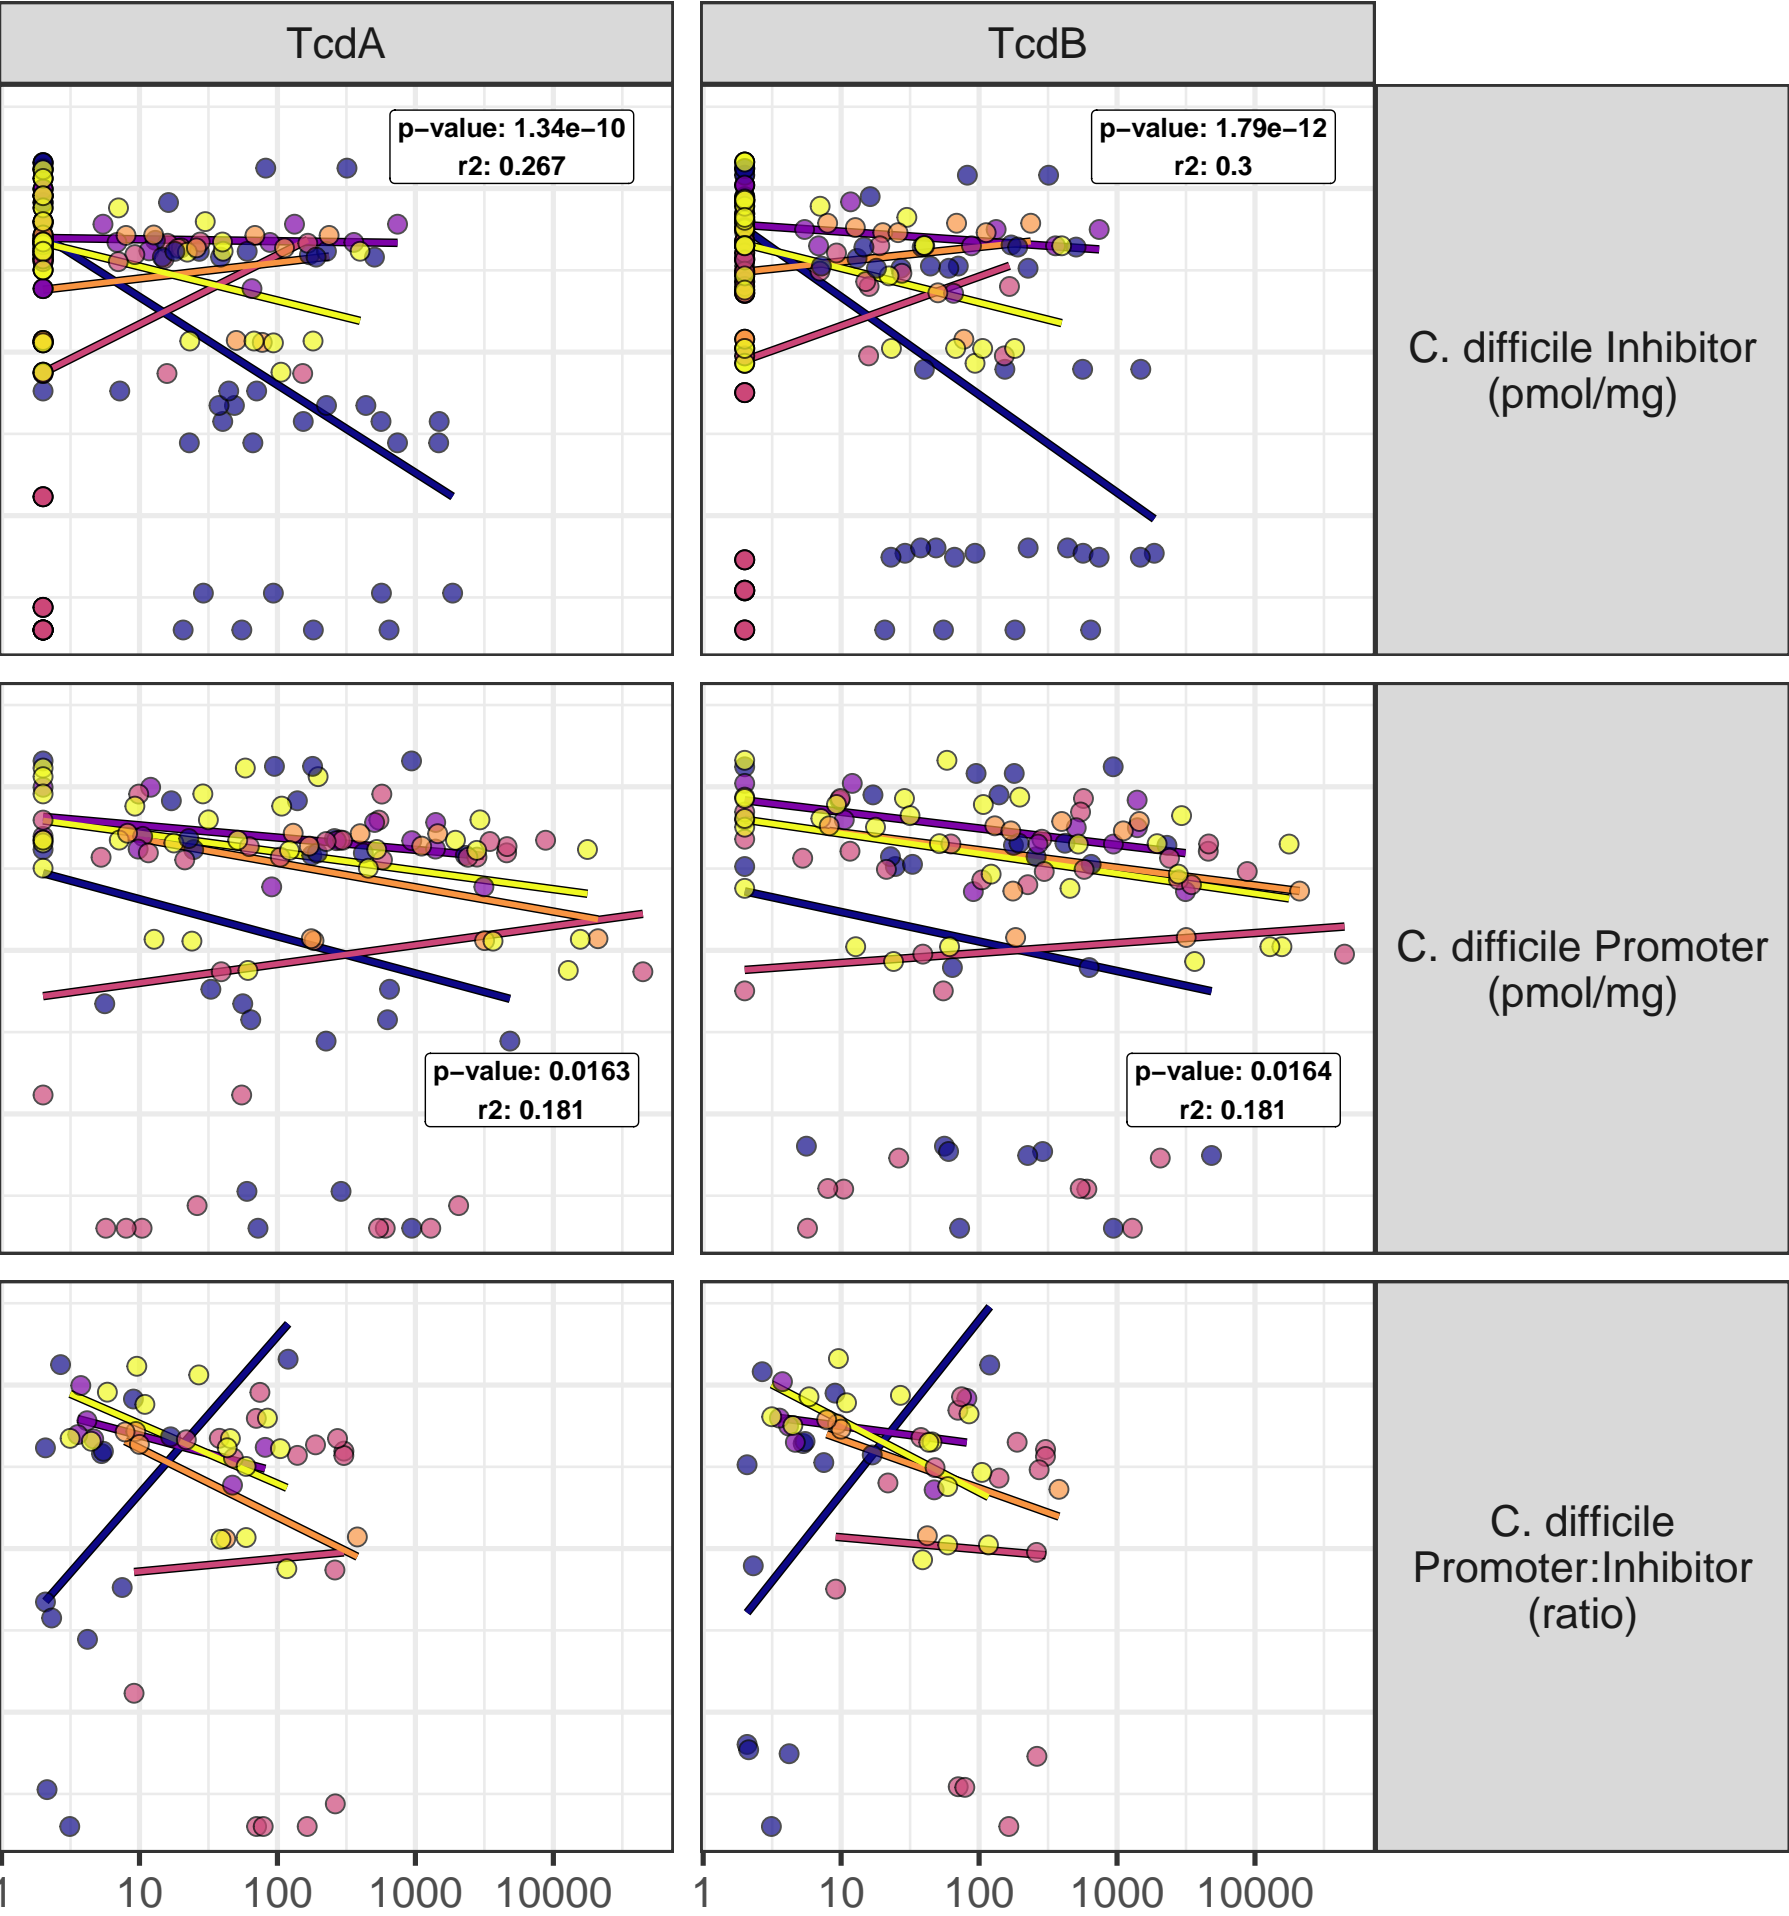 TcdA
TcdB
p−value: 1.34e−10
r2: 0.267
p−value: 1.79e−12
r2: 0.3
C. difficile Inhibitor
(pmol/mg)
C. difficile Promoter
(pmol/mg)
p−value: 0.0163
r2: 0.181
p−value: 0.0164
r2: 0.181
C. difficile
Promoter:Inhibitor
(ratio)
1 10 100 1000 10000
1 10 100 1000 10000